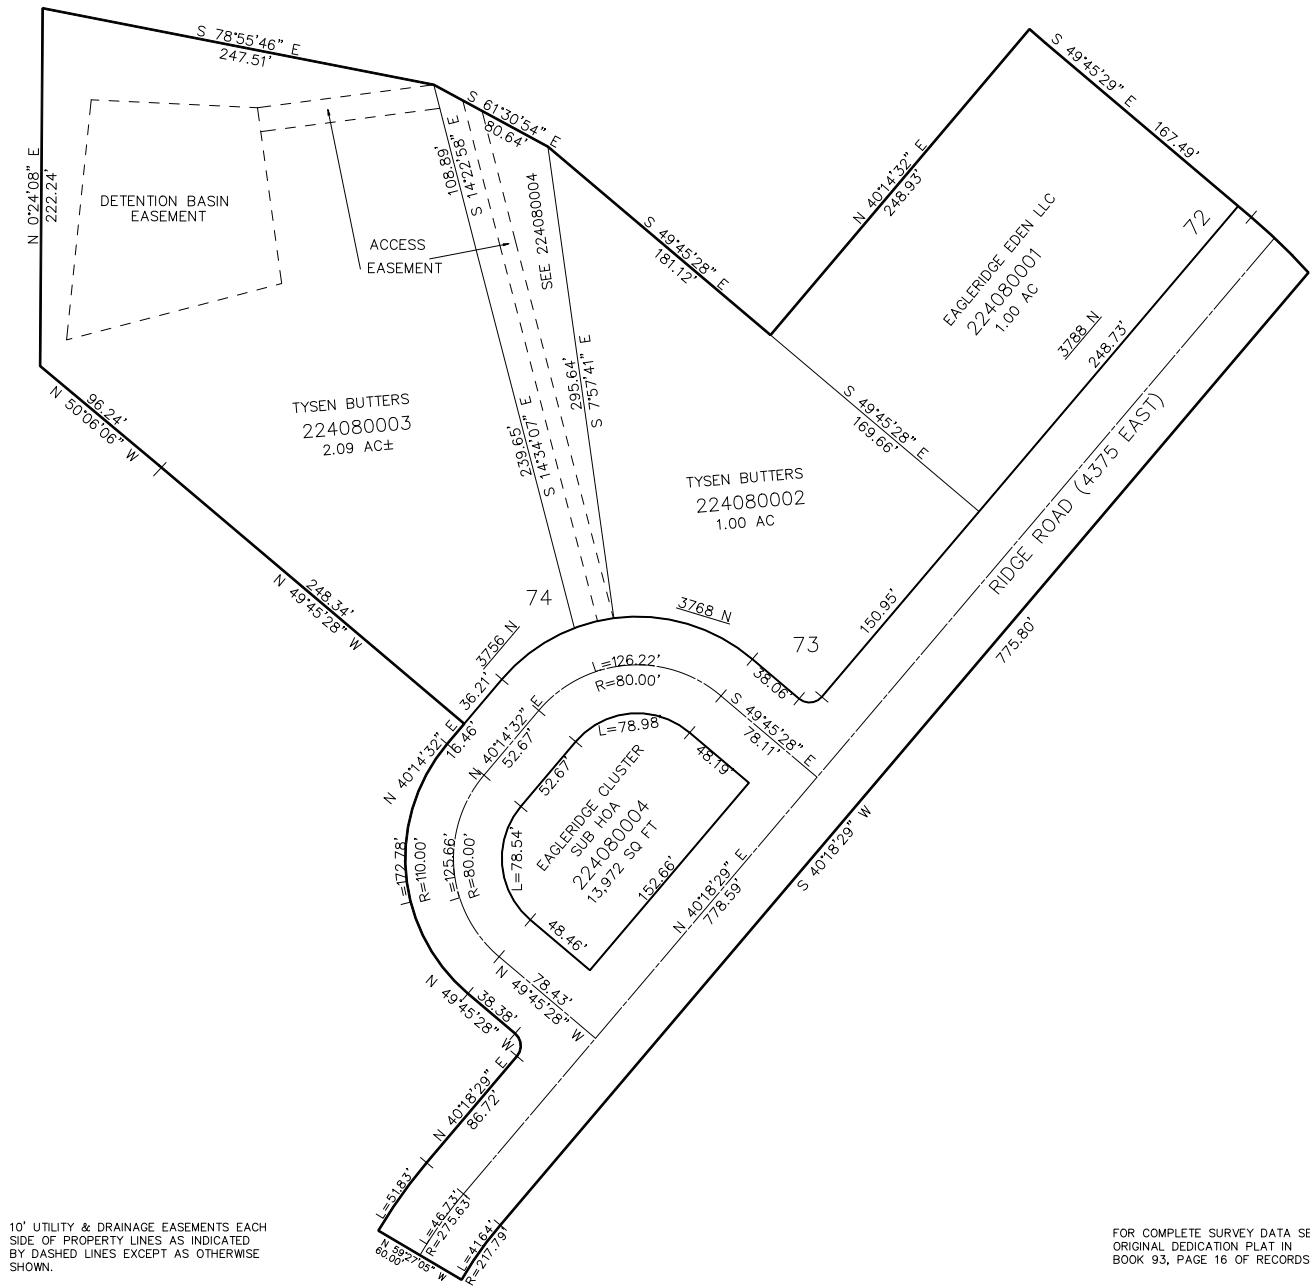 S 78°55'46" E
247.51'
S 61°30'54" E
80.64'
N 0°24'08" E
222.24'
DETENTION BASIN
EASEMENT
ACCESS
EASEMENT
108.89'
S 14°22'58" E
SEE 224080004
S 49°45'28" E
181.12'
N 40°14'32" E
248.93'
S 49°45'29" E
167.49'
72
EAGLERIDGE EDEN LLC
224080001
1.00 AC
3788 N
248.73'
N 50°06'06" W
96.24'
TYSEN BUTTERS
224080003
2.09 AC±
239.65'
S 14°34'07" E
295.64'
S 7°57'41" E
S 49°45'28" E
169.66'
TYSEN BUTTERS
224080002
1.00 AC
RIDGE ROAD (4375 EAST)
775.80'
248.34'
N 49°45'28" W
74
3756 N
3768 N
73
150.95'
36.21'
L=126.22'
R=80.00'
38.06'
N 40°14'32" E
16.46'
N 40°14'32" E
52.67'
S 49°45'28" E
78.11'
L=78.98'
48.19'
52.67'
EAGLERIDGE CLUSTER
SUB HOA
224080004
13,972 SQ FT
152.66'
L=78.54'
48.46'
L=172.78'
R=110.00'
L=125.66'
R=80.00'
N 40°18'29" E
778.59'
S 40°18'29" W
78.43'
N 49°45'28" W
38.38'
N 49°45'28" W
N 40°18'29" E
86.72'
L=51.83'
L=46.73'
R=275.63'
L=41.64'
R=217.79'
N 59°27'05" W
60.00'
10' UTILITY & DRAINAGE EASEMENTS EACH
SIDE OF PROPERTY LINES AS INDICATED
BY DASHED LINES EXCEPT AS OTHERWISE
SHOWN.
FOR COMPLETE SURVEY DATA SE
ORIGINAL DEDICATION PLAT IN
BOOK 93, PAGE 16 OF RECORDS